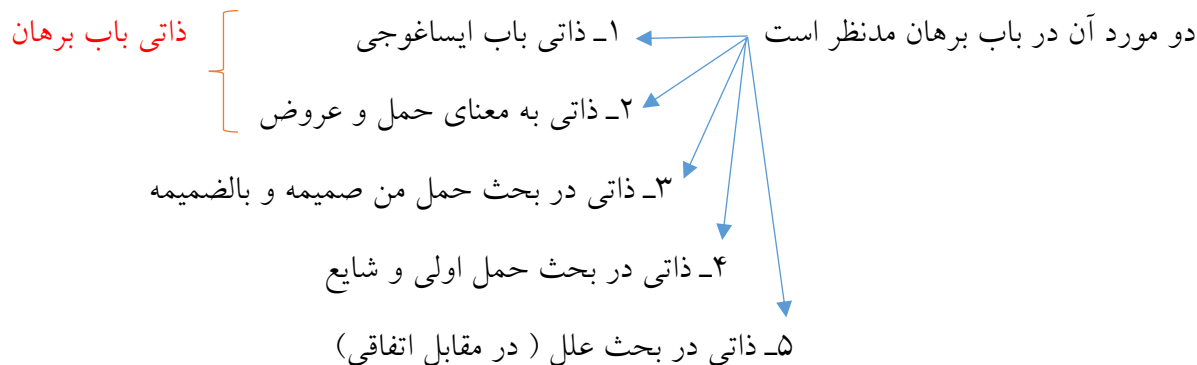 دو مورد آن در باب برهان مدنظر است ۱ـ ذاتی باب ایساغوجی ذاتی باب برهان
۲ـ ذاتی به معنای حمل و عروض
۳ـ ذاتی در بحث حمل من صمیمه و بالضمیمه
۴ـ ذاتی در بحث حمل اولی و شایع
۵ـ ذاتی در بحث علل ( در مقابل اتفاقی)